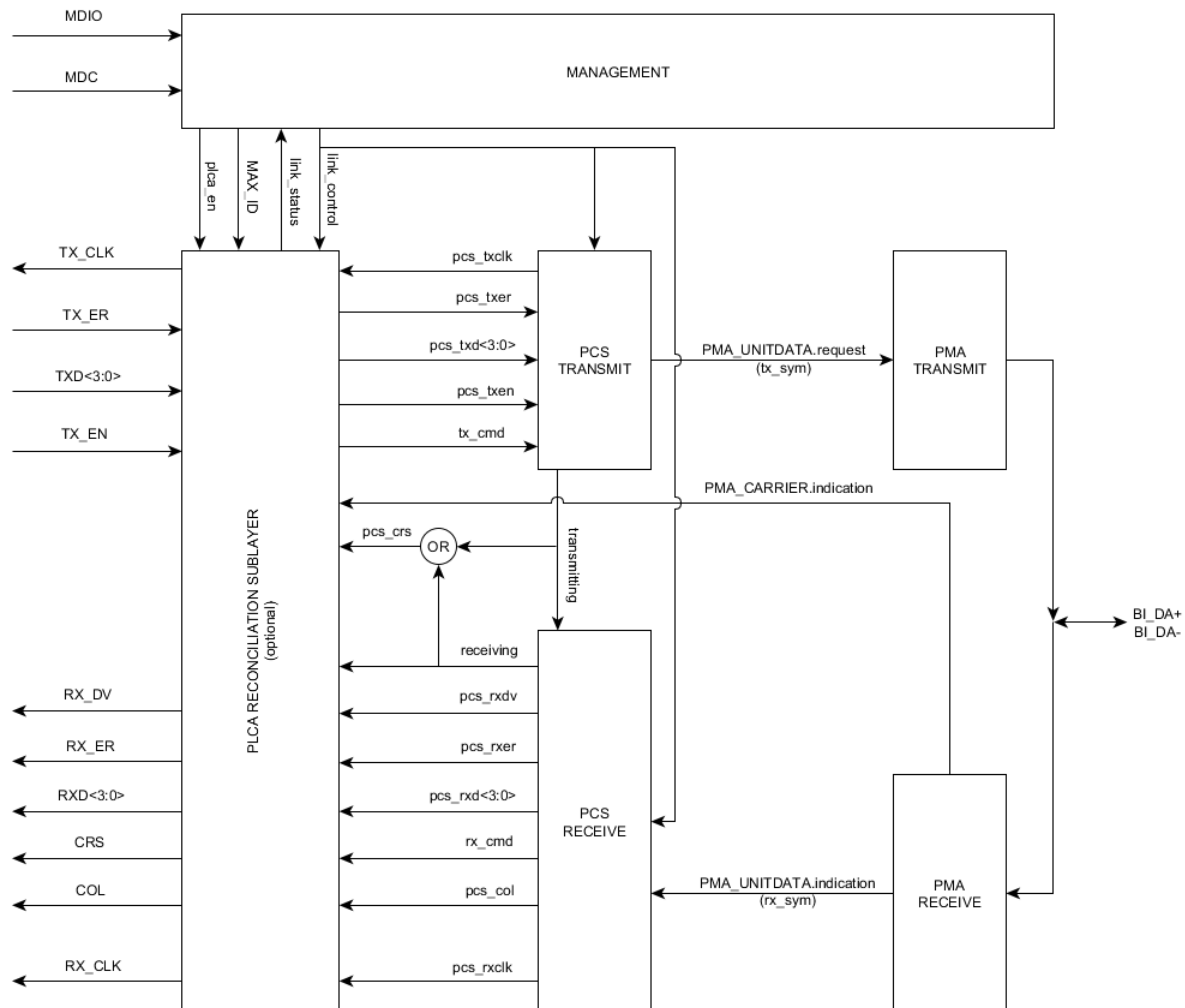 MDIO
MANAGEMENT
MDC
plca_en
MAX_ID
link_status
link_control
TX_CLK
TX_ER
TXD<3:0>
TX_EN
pcs_txclk
pcs_txer
pcs_txd<3:0>
pcs_txen
tx_cmd
PCS
TRANSMIT
PMA_UNITDATA.request
(tx_sym)
PMA
TRANSMIT
PMA_CARRIER.indication
pcs_crs
OR
transmitting
PLCA RECONCILIATION SUBLAYER
(optional)
BI_DA+
BI_DA-
receiving
pcs_rxdv
pcs_rxer
pcs_rxd<3:0>
rx_cmd
pcs_col
pcs_rxclk
RX_DV
RX_ER
RXD<3:0>
CRS
COL
RX_CLK
PCS
RECEIVE
PMA_UNITDATA.indication
(rx_sym)
PMA
RECEIVE